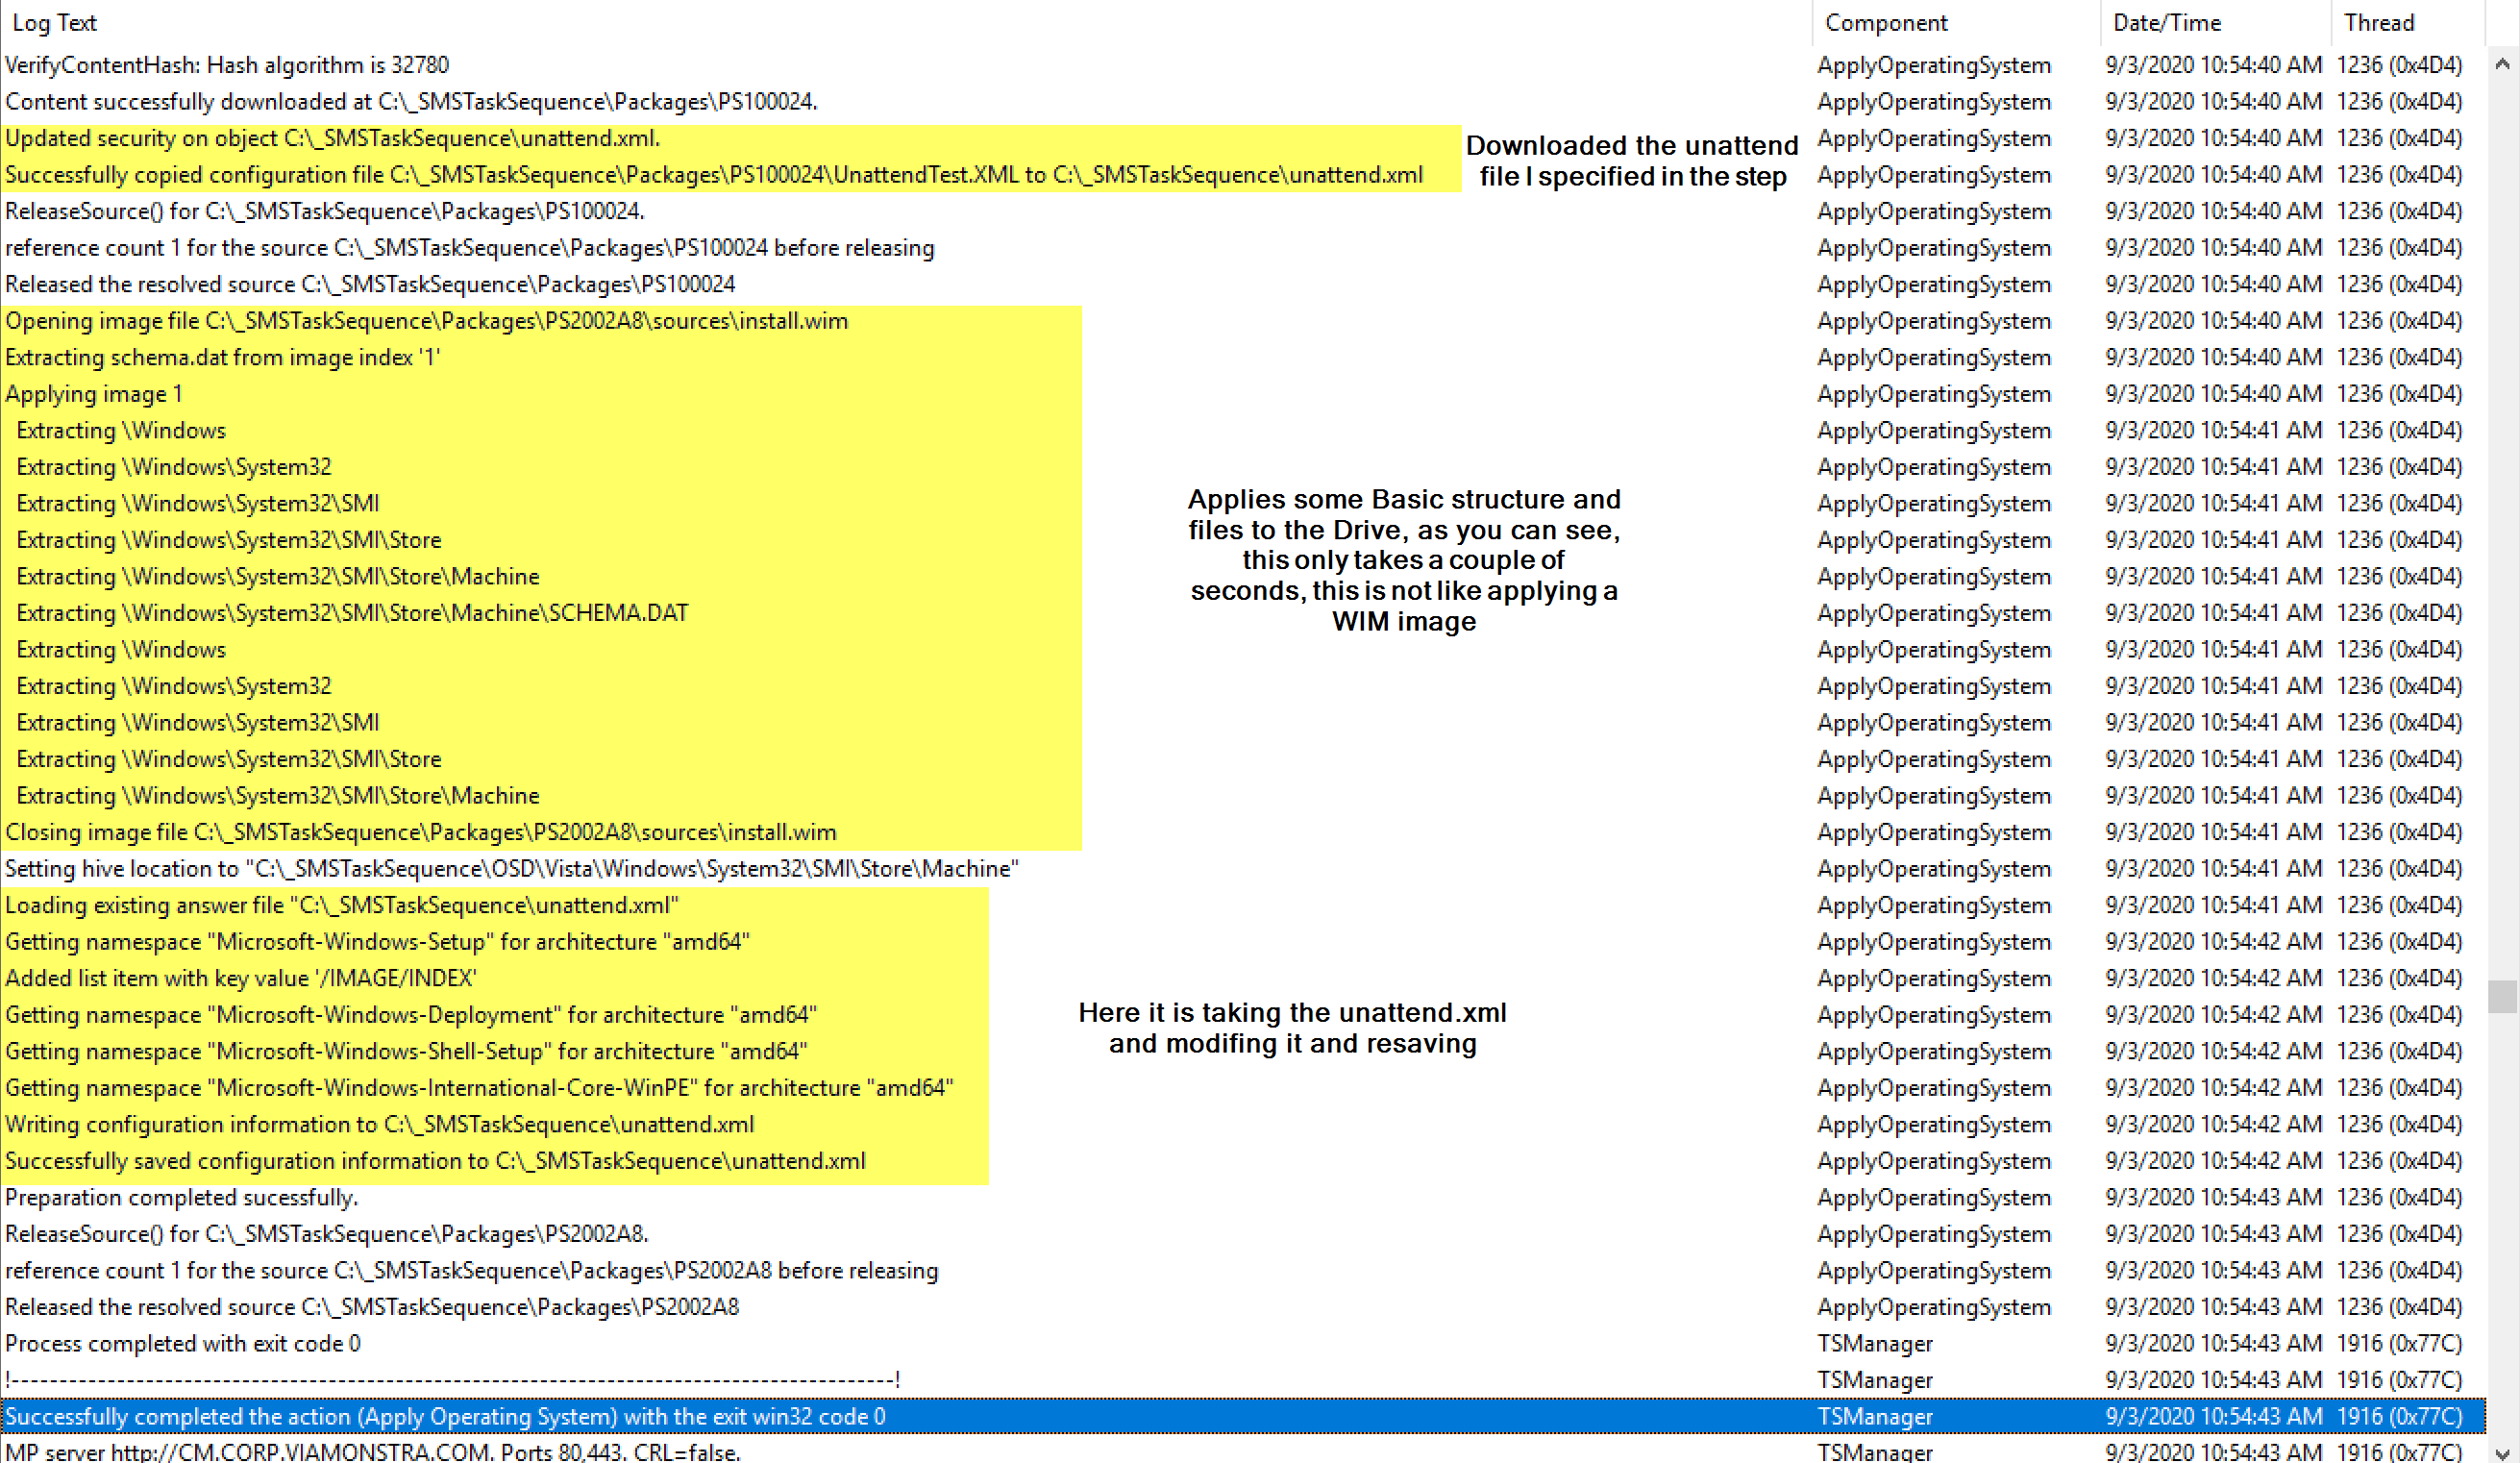 Log Text Component Date/Time Thread
VerifyContentHash: Hash algorithm is 32780 ApplyOperatingSystem 9/3/2020 10:54:40 AM 1236 (0x4D4)
Content successfully downloaded at C:\_SMSTaskSequence\Packages\PS100024. ApplyOperatingSystem 9/3/2020 10:54:40 AM 1236 (0x4D4)
Updated security on object C:\_SMSTaskSequence\unattend.xml. ApplyOperatingSystem 9/3/2020 10:54:40 AM 1236 (0x4D4)
Successfully copied configuration file C:\_SMSTaskSequence\Packages\PS100024\UnattendTest.XML to C:\_SMSTaskSequence\unattend.xml ApplyOperatingSystem 9/3/2020 10:54:40 AM 1236 (0x4D4)
Downloaded the unattend
file I specified in the step
ReleaseSource() for C:\_SMSTaskSequence\Packages\PS100024. ApplyOperatingSystem 9/3/2020 10:54:40 AM 1236 (0x4D4)
reference count 1 for the source C:\_SMSTaskSequence\Packages\PS100024 before releasing ApplyOperatingSystem 9/3/2020 10:54:40 AM 1236 (0x4D4)
Released the resolved source C:\_SMSTaskSequence\Packages\PS100024 ApplyOperatingSystem 9/3/2020 10:54:40 AM 1236 (0x4D4)
Opening image file C:\_SMSTaskSequence\Packages\PS2002A8\sources\install.wim ApplyOperatingSystem 9/3/2020 10:54:40 AM 1236 (0x4D4)
Extracting schema.dat from image index '1' ApplyOperatingSystem 9/3/2020 10:54:40 AM 1236 (0x4D4)
Applying image 1 ApplyOperatingSystem 9/3/2020 10:54:40 AM 1236 (0x4D4)
Extracting \Windows ApplyOperatingSystem 9/3/2020 10:54:41 AM 1236 (0x4D4)
Extracting \Windows\System32 ApplyOperatingSystem 9/3/2020 10:54:41 AM 1236 (0x4D4)
Extracting \Windows\System32\SMI ApplyOperatingSystem 9/3/2020 10:54:41 AM 1236 (0x4D4)
Extracting \Windows\System32\SMI\Store ApplyOperatingSystem 9/3/2020 10:54:41 AM 1236 (0x4D4)
Extracting \Windows\System32\SMI\Store\Machine ApplyOperatingSystem 9/3/2020 10:54:41 AM 1236 (0x4D4)
Extracting \Windows\System32\SMI\Store\Machine\SCHEMA.DAT ApplyOperatingSystem 9/3/2020 10:54:41 AM 1236 (0x4D4)
Applies some Basic structure and
files to the Drive, as you can see,
this only takes a couple of
seconds, this is not like applying a
WIM image
Extracting \Windows ApplyOperatingSystem 9/3/2020 10:54:41 AM 1236 (0x4D4)
Extracting \Windows\System32 ApplyOperatingSystem 9/3/2020 10:54:41 AM 1236 (0x4D4)
Extracting \Windows\System32\SMI ApplyOperatingSystem 9/3/2020 10:54:41 AM 1236 (0x4D4)
Extracting \Windows\System32\SMI\Store ApplyOperatingSystem 9/3/2020 10:54:41 AM 1236 (0x4D4)
Extracting \Windows\System32\SMI\Store\Machine ApplyOperatingSystem 9/3/2020 10:54:41 AM 1236 (0x4D4)
Closing image file C:\_SMSTaskSequence\Packages\PS2002A8\sources\install.wim ApplyOperatingSystem 9/3/2020 10:54:41 AM 1236 (0x4D4)
Setting hive location to "C:\_SMSTaskSequence\OSD\Vista\Windows\System32\SMI\Store\Machine" ApplyOperatingSystem 9/3/2020 10:54:41 AM 1236 (0x4D4)
Loading existing answer file "C:\_SMSTaskSequence\unattend.xml" ApplyOperatingSystem 9/3/2020 10:54:41 AM 1236 (0x4D4)
Getting namespace "Microsoft-Windows-Setup" for architecture "amd64" ApplyOperatingSystem 9/3/2020 10:54:42 AM 1236 (0x4D4)
Added list item with key value '/IMAGE/INDEX' ApplyOperatingSystem 9/3/2020 10:54:42 AM 1236 (0x4D4)
Getting namespace "Microsoft-Windows-Deployment" for architecture "amd64" ApplyOperatingSystem 9/3/2020 10:54:42 AM 1236 (0x4D4)
Getting namespace "Microsoft-Windows-Shell-Setup" for architecture "amd64" ApplyOperatingSystem 9/3/2020 10:54:42 AM 1236 (0x4D4)
Here it is taking the unattend.xml
and modifing it and resaving
Getting namespace "Microsoft-Windows-International-Core-WinPE" for architecture "amd64" ApplyOperatingSystem 9/3/2020 10:54:42 AM 1236 (0x4D4)
Writing configuration information to C:\_SMSTaskSequence\unattend.xml ApplyOperatingSystem 9/3/2020 10:54:42 AM 1236 (0x4D4)
Successfully saved configuration information to C:\_SMSTaskSequence\unattend.xml ApplyOperatingSystem 9/3/2020 10:54:42 AM 1236 (0x4D4)
Preparation completed sucessfully. ApplyOperatingSystem 9/3/2020 10:54:43 AM 1236 (0x4D4)
ReleaseSource() for C:\_SMSTaskSequence\Packages\PS2002A8. ApplyOperatingSystem 9/3/2020 10:54:43 AM 1236 (0x4D4)
reference count 1 for the source C:\_SMSTaskSequence\Packages\PS2002A8 before releasing ApplyOperatingSystem 9/3/2020 10:54:43 AM 1236 (0x4D4)
Released the resolved source C:\_SMSTaskSequence\Packages\PS2002A8 ApplyOperatingSystem 9/3/2020 10:54:43 AM 1236 (0x4D4)
Process completed with exit code 0 TSManager 9/3/2020 10:54:43 AM 1916 (0x77C)
!--------------------------------------------------------------------------------------------! TSManager 9/3/2020 10:54:43 AM 1916 (0x77C)
Successfully completed the action (Apply Operating System) with the exit win32 code 0 TSManager 9/3/2020 10:54:43 AM 1916 (0x77C)
MP server http://CM.CORP.VIAMONSTRA.COM. Ports 80,443. CRL=false. TSManager 9/3/2020 10:54:43 AM 1916 (0x77C)